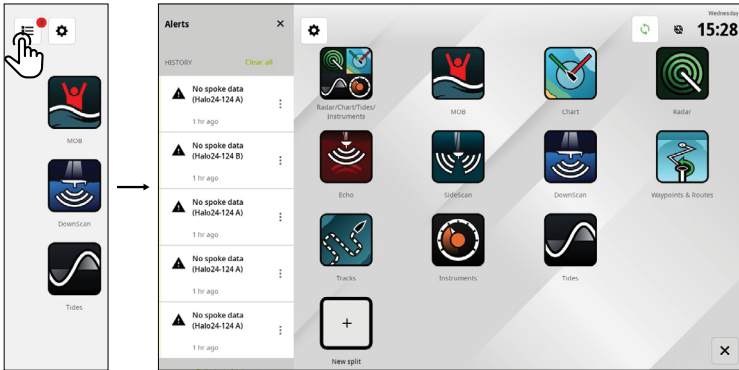 MOB
DownScan
Tides
Alerts
HISTORY Clear all
No spoke data
(Halo24-124 A)
1 hr ago
No spoke data
(Halo24-124 B)
1 hr ago
No spoke data
(Halo24-124 A)
1 hr ago
No spoke data
(Halo24-124 A)
1 hr ago
No spoke data
(Halo24-124 A)
1 hr ago
Wednesday
15:28
Radar/Chart/Tides/
Instruments
MOB
Chart
Radar
Echo
SideScan
DownScan
Waypoints & Routes
Tracks
Instruments
Tides
New split